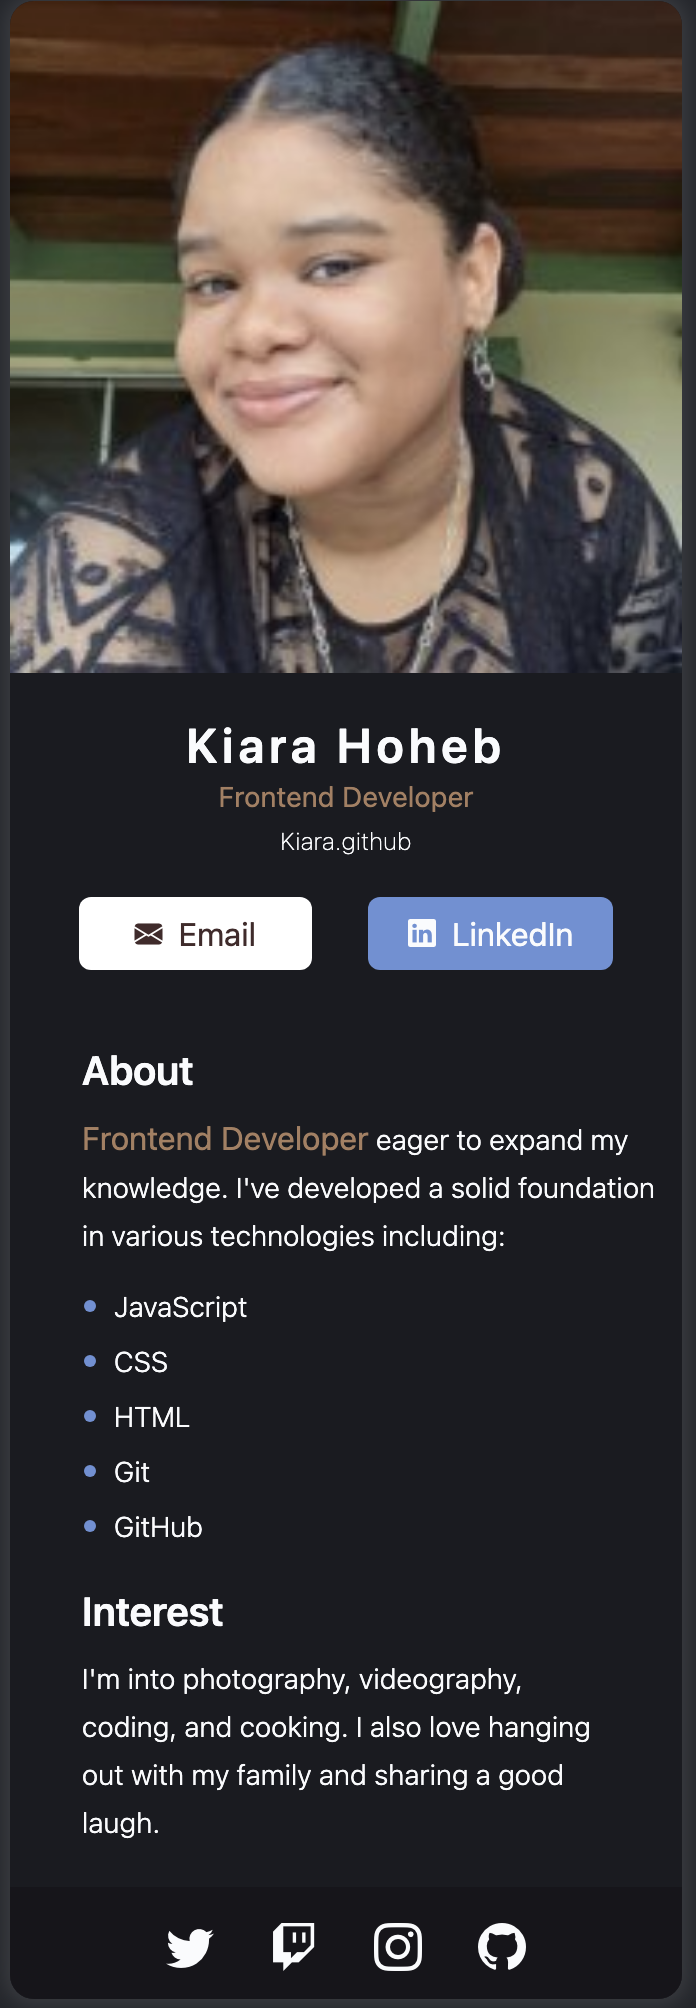 Kiara Hoheb
Frontend Developer
Kiara.github
Email
LinkedIn
About
Frontend Developer eager to expand my
knowledge. I've developed a solid foundation
in various technologies including:
JavaScript
CSS
HTML
Git
GitHub
Interest
I'm into photography, videography,
coding, and cooking. I also love hanging
out with my family and sharing a good
laugh.